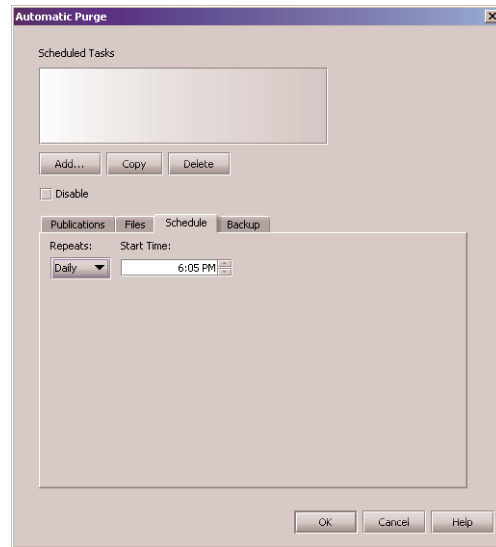 Automatic Purge
Scheduled Tasks
Add... Copy Delete
Disable
Publications Files Schedule Backup
Repeats: Start Time:
Daily 6:05 PM
OK Cancel Help